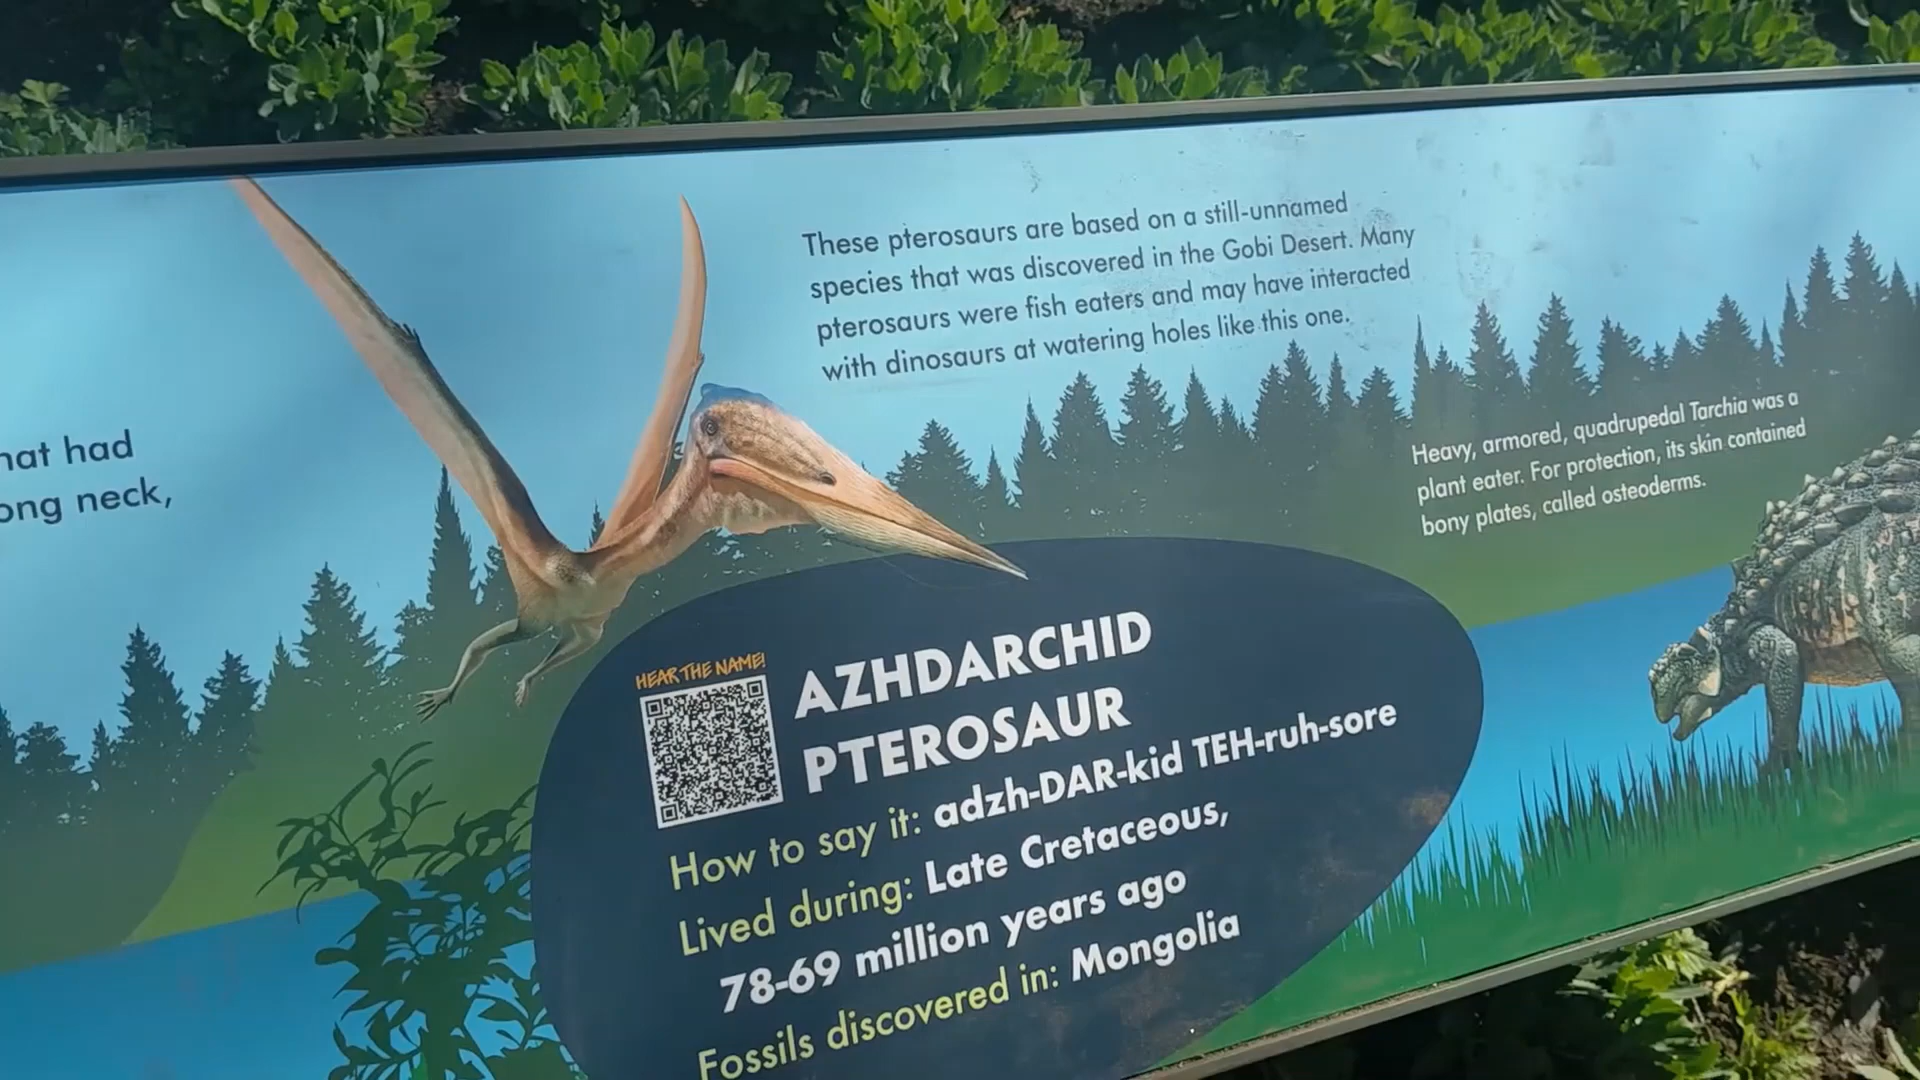 hat had
ong neck,
These pterosaurs are based on a still-unnamed
species that was discovered in the Gobi Desert. Many
pterosaurs were fish eaters and may have interacted
with dinosaurs at watering holes like this one.
Heavy, armored, quadrupedal Tarchia was a
plant eater. For protection, its skin contained
bony plates, called osteoderms.
HEAR THE NAME!
AZHDARCHID
PTEROSAUR
How to say it: adzh-DAR-kid TEH-ruh-sore
Lived during: Late Cretaceous,
78-69 million years ago
Fossils discovered in: Mongolia